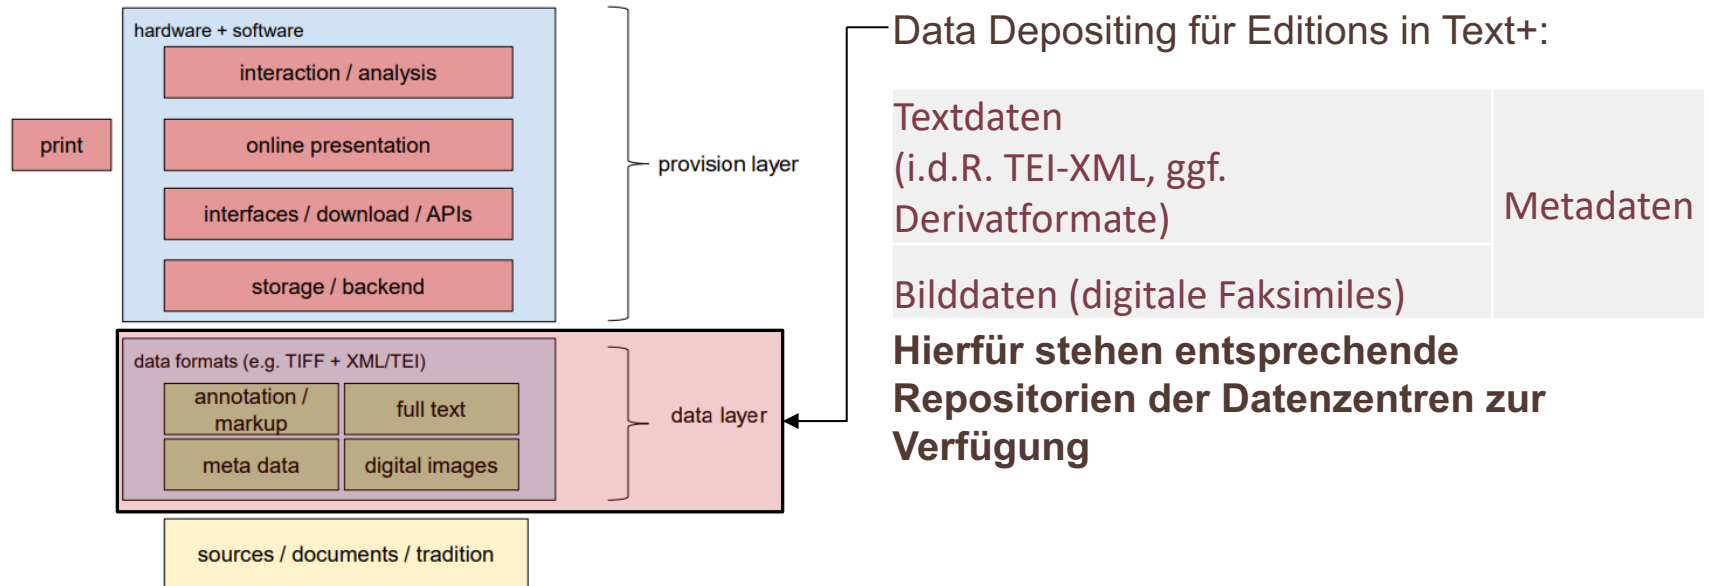 hardware + software
interaction / analysis
print
online presentation
provision layer
interfaces / download / APIs
storage / backend
data formats (e.g. TIFF + XML/TEI)
annotation /
markup
full text
data layer
meta data
digital images
sources / documents / tradition
Data Depositing für Editions in Text+:
Textdaten
(i.d.R. TEI-XML, ggf.
Derivatformate)
Metadaten
Bilddaten (digitale Faksimiles)
Hierfür stehen entsprechende
Repositorien der Datenzentren zur
Verfügung